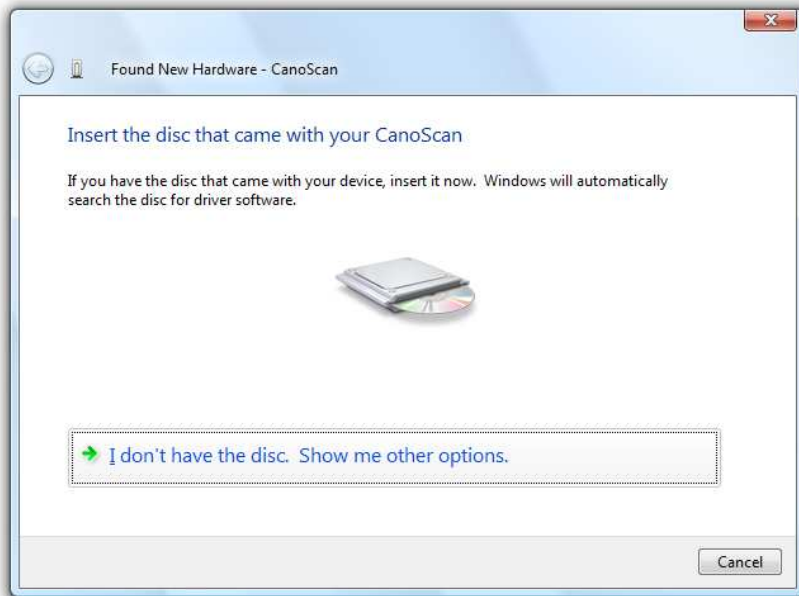 Found New Hardware - CanoScan
Insert the disc that came with your CanoScan
If you have the disc that came with your device, insert it now.  Windows will automatically
search the disc for driver software.
I don't have the disc.  Show me other options.
Cancel